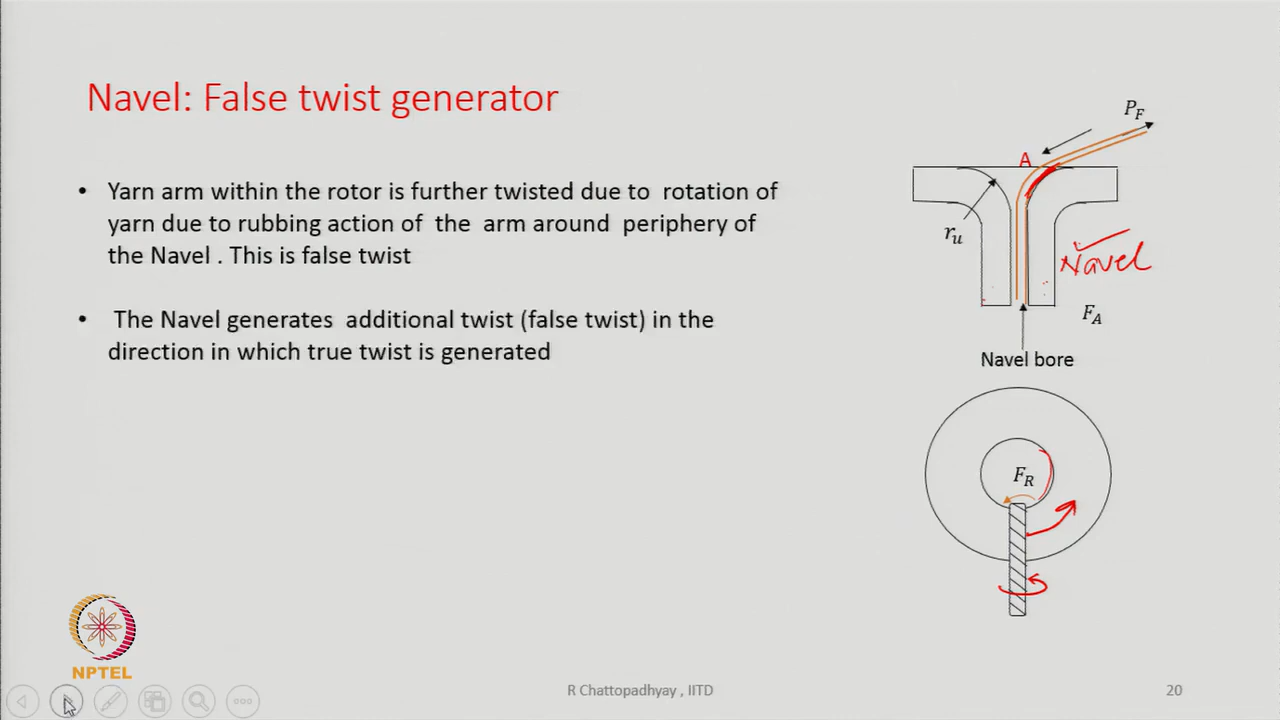 Navel: False twist generator
• Yarn arm within the rotor is further twisted due to rotation of
yarn due to rubbing action of the arm around periphery of
the Navel . This is false twist
• The Navel generates additional twist (false twist) in the
direction in which true twist is generated
P_F
A
r_u
Navel
F_A
Navel bore
F_R
NPTEL
R Chattopadhyay , IITD
20